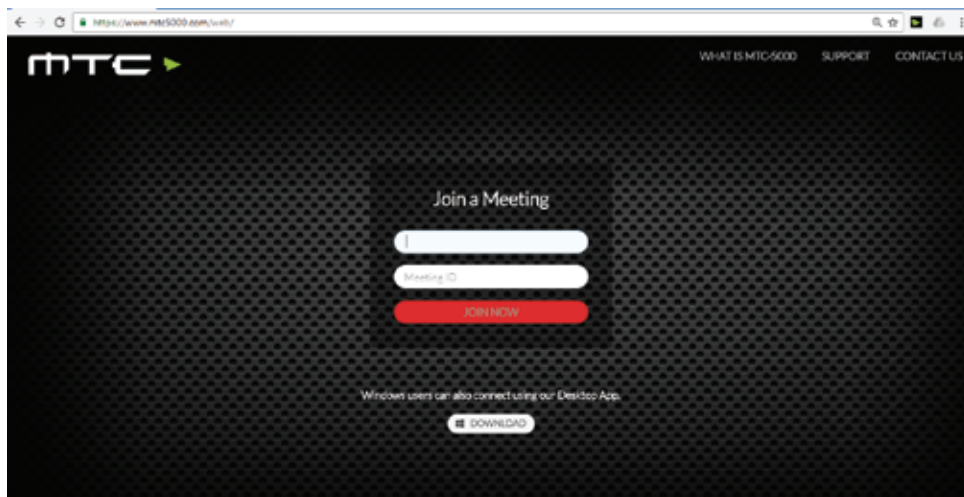 https://www.mtc5000.com/web/
MTC
WHAT IS MTC-5000 SUPPORT CONTACT US
Join a Meeting
Meeting ID
JOIN NOW
Windows users can also connect using our Desktop App.
DOWNLOAD